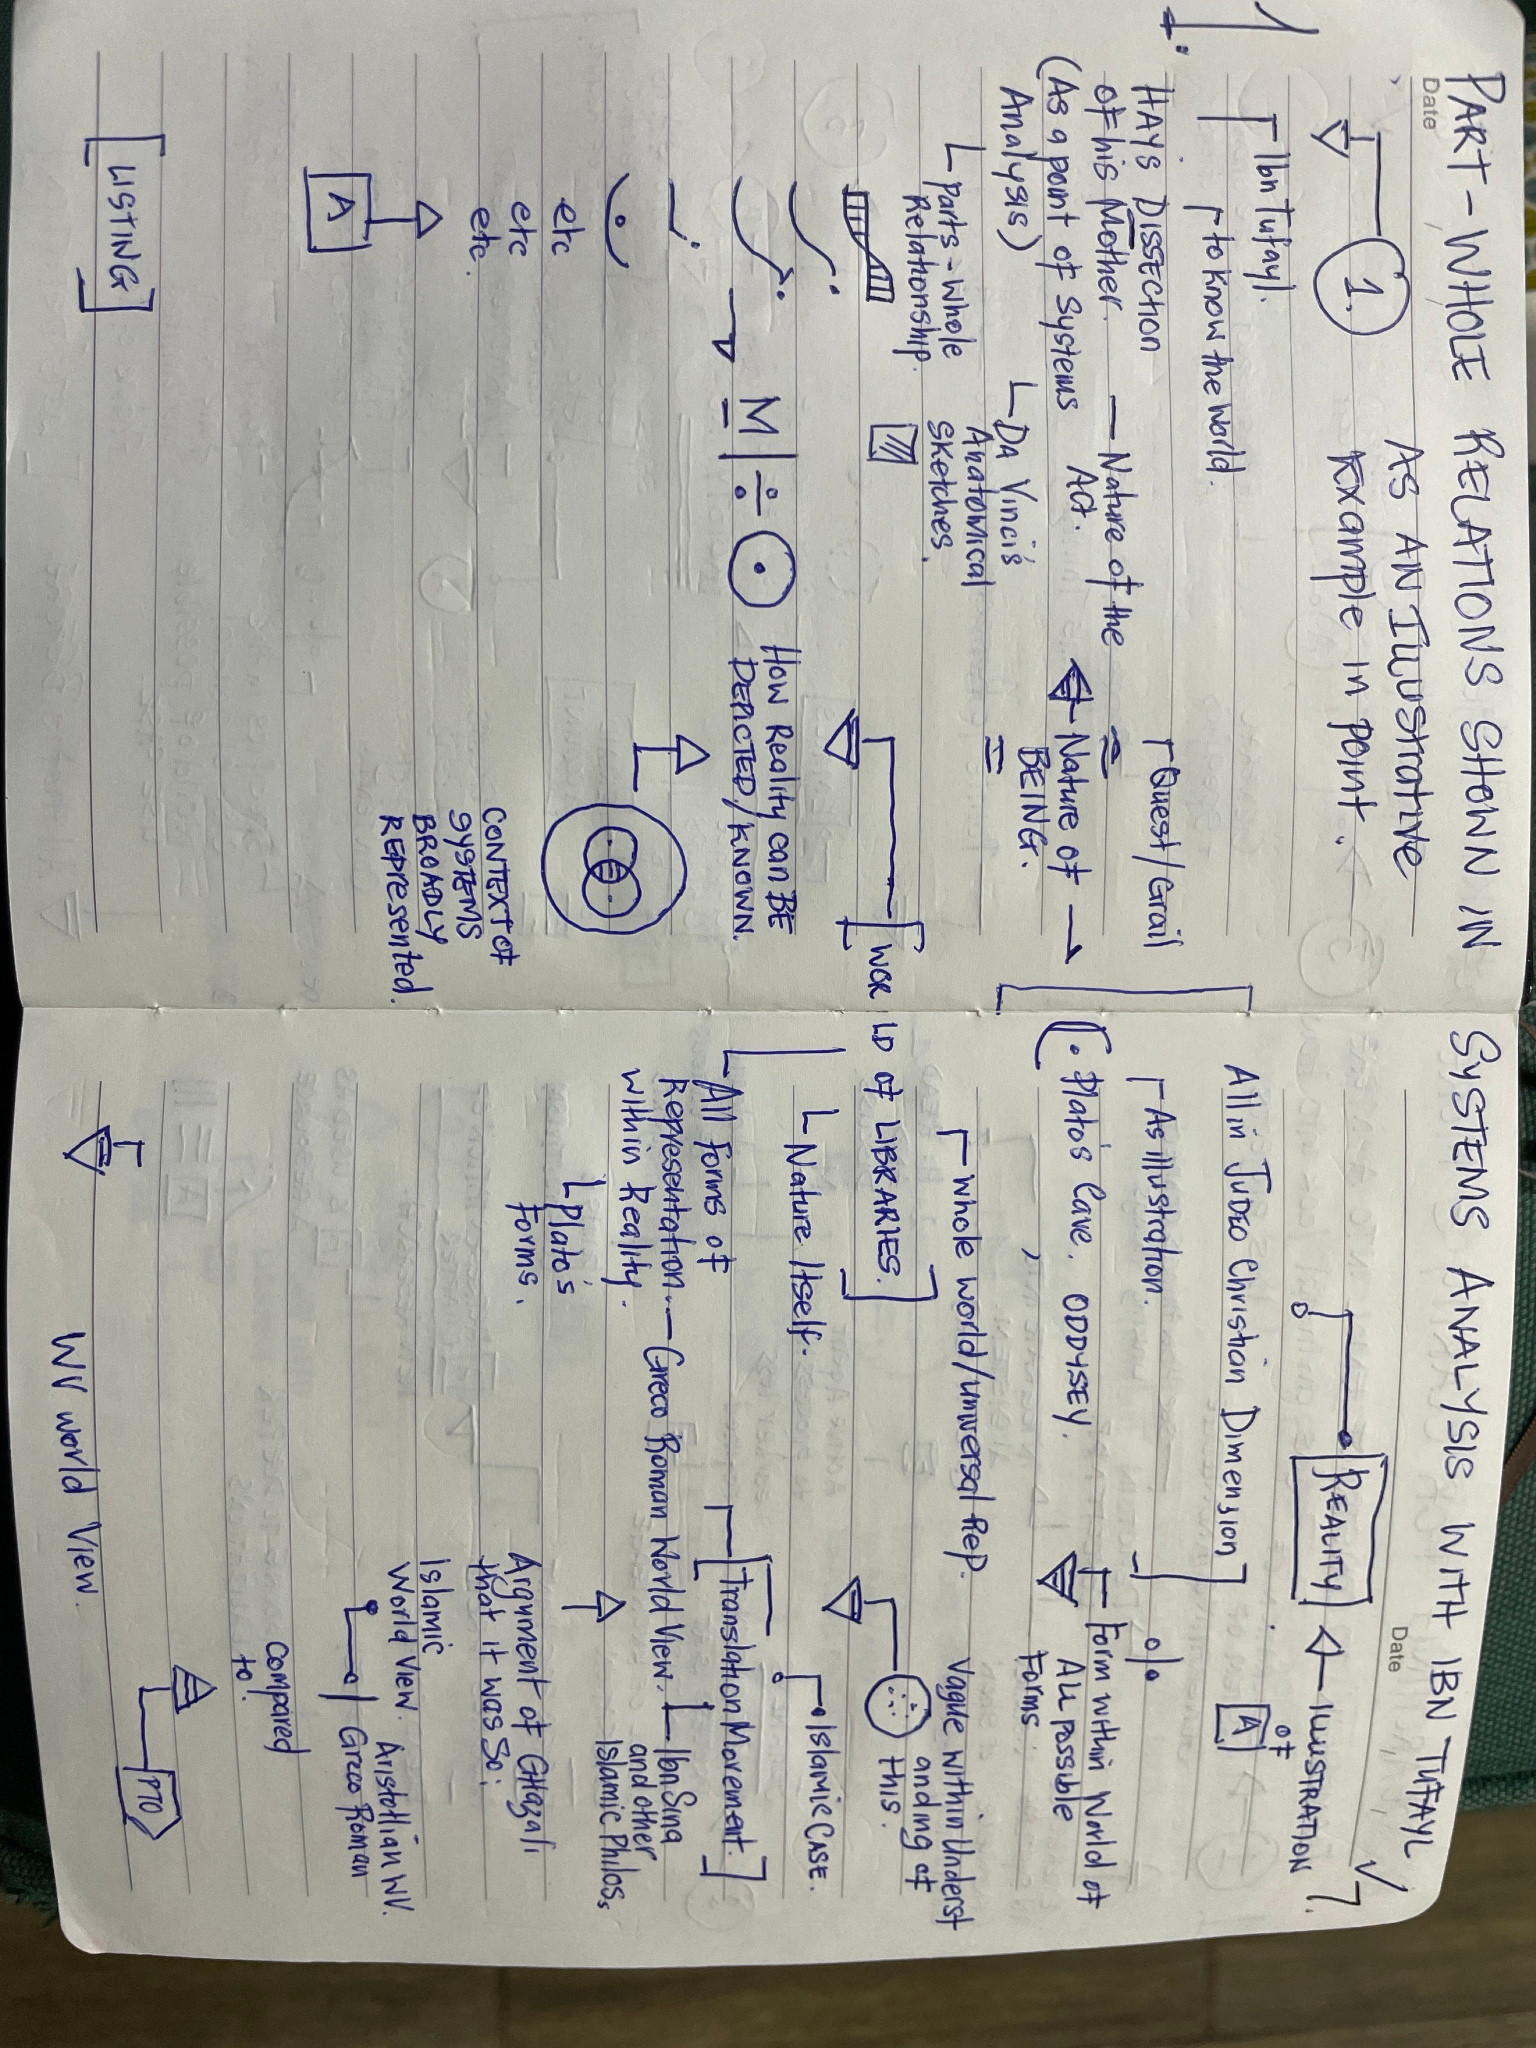 PART-WHOLE RELATIONS SHOWN IN
SYSTEMS ANALYSIS WITH IBN TUFAYL
Date
AS AN ILLUSTRATIVE
Example in point.
1.
Ibn Tufayl.
to know the world.
HAYS DISSECTION
of his Mother.
(As a point of Systems
Analysis)
Nature of the
Act.
Quest/Grail
Nature of
BEING.
Parts-Whole
Relationship.
Da Vinci's
Anatomical
Sketches.
M ÷
How Reality can BE
DEPICTED/KNOWN.
etc
etc
etc.
A
CONTEXT OF
SYSTEMS
BROADLY
REPresented.
[LISTING]
Date
REALITY
ILLUSTRATION
of
A
All in Judeo Christian Dimension
As illustration.
• Plato's Cave. ODDYSEY.
%
Form within World of
ALL possible
Forms.
whole world/universal Rep.
[WORLD of LIBRARIES.]
Vague within Underst
anding of
this.
Nature Itself.
Islamic CASE.
All forms of
Representation — Greco Roman World View.
within Reality.
[Translation Movement.]
Ibn Sina
and other
Islamic Philos,
Plato's
Forms.
Argument of Ghazali
that it was So;
Islamic
World View. Aristotlian WV.
Greco Roman
Compared
to.
PTO
WV World View.